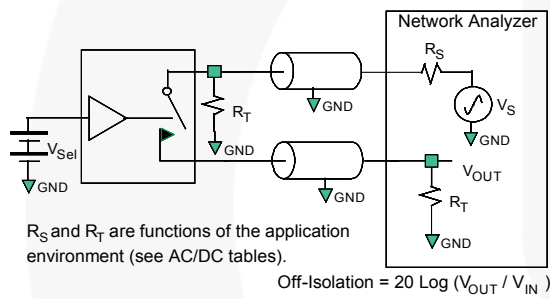 Network Analyzer
R_S
V_S
GND
GND
R_T
GND
V_Sel
GND
GND
V_OUT
R_T
GND
R_S and R_T are functions of the application
environment (see AC/DC tables).
Off-Isolation = 20 Log (V_OUT / V_IN )